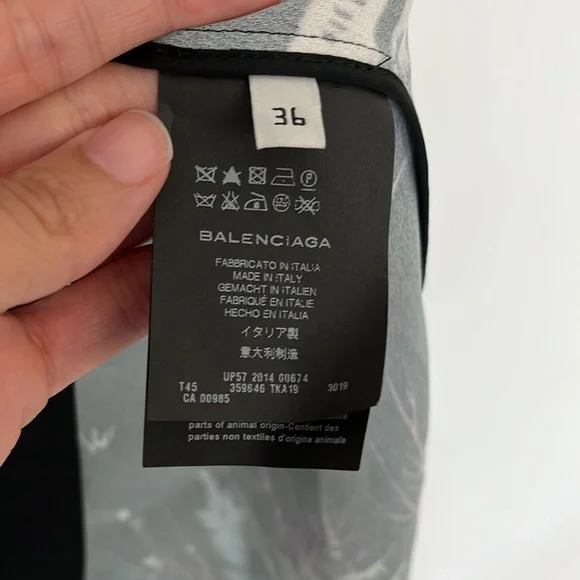 36
BALENCIAGA
FABBRICATO IN ITALIA
MADE IN ITALY
GEMACHT IN ITALIEN
FABRIQUÉ EN ITALIE
HECHO EN ITALIA
イタリア製
意大利制造
UP57 2014 00674
T45 359646 TKA19 3019
CA 00985
parts of animal origin-Contient des
parties non textiles d'origine animale